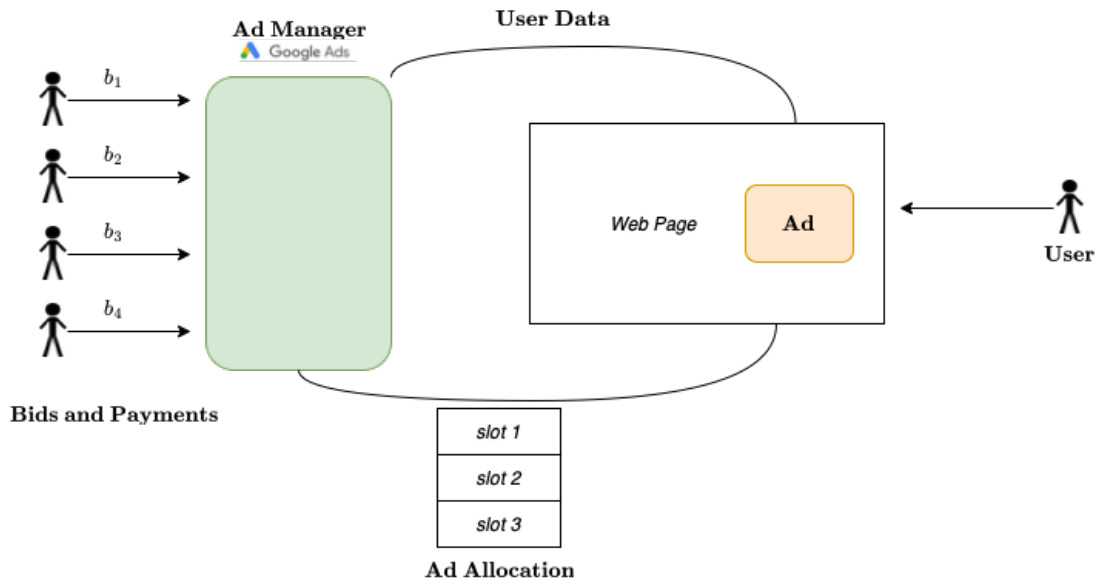 User Data
Ad Manager
Google Ads
b1
b2
b3
b4
Bids and Payments
Web Page
Ad
User
slot 1
slot 2
slot 3
Ad Allocation